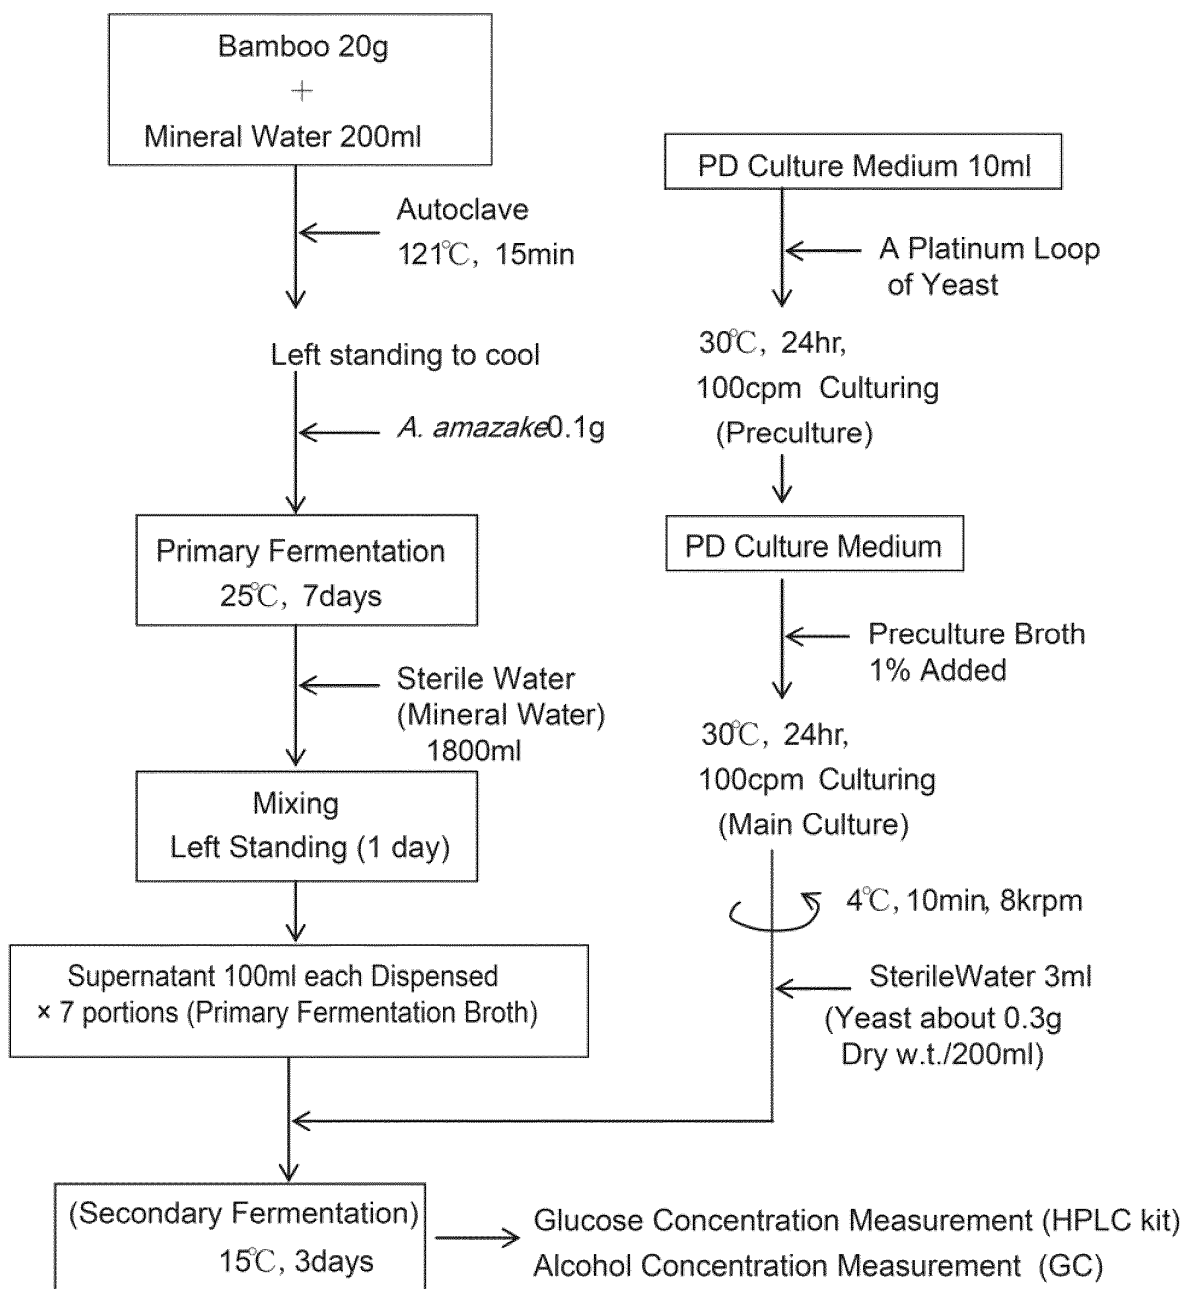 Bamboo 20g
+
Mineral Water 200ml
Autoclave
121℃, 15min
Left standing to cool
A. amazake0.1g
Primary Fermentation
25℃, 7days
Sterile Water
(Mineral Water)
1800ml
Mixing
Left Standing (1 day)
Supernatant 100ml each Dispensed
× 7 portions (Primary Fermentation Broth)
PD Culture Medium 10ml
A Platinum Loop
of Yeast
30℃, 24hr,
100cpm Culturing
(Preculture)
PD Culture Medium
Preculture Broth
1% Added
30℃, 24hr,
100cpm Culturing
(Main Culture)
4℃, 10min, 8krpm
SterileWater 3ml
(Yeast about 0.3g
Dry w.t./200ml)
(Secondary Fermentation)
15℃, 3days
Glucose Concentration Measurement (HPLC kit)
Alcohol Concentration Measurement (GC)